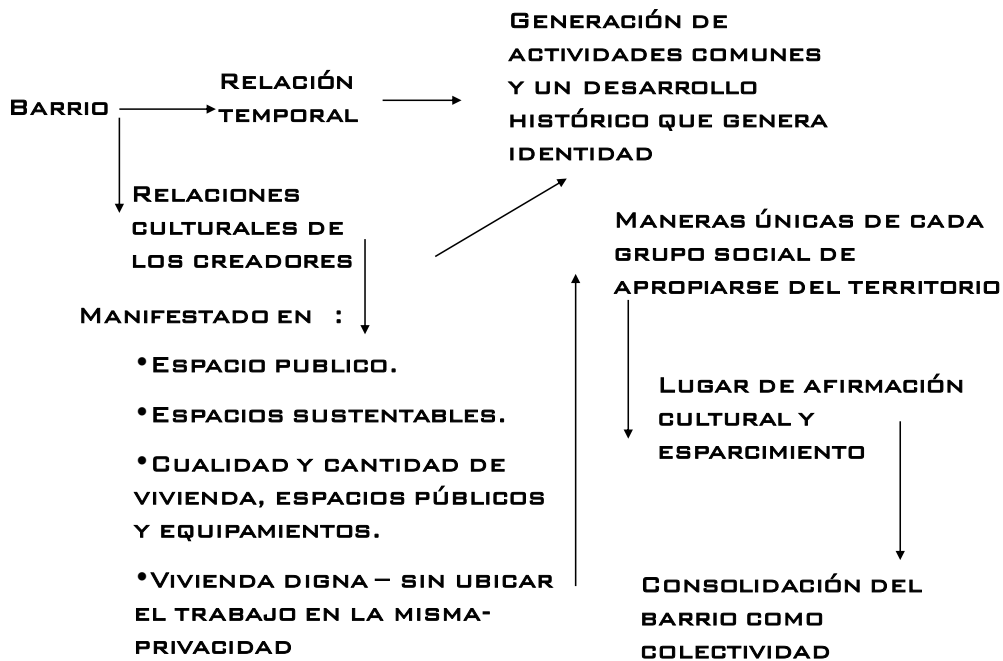 Barrio
Relación
temporal
Generación de
actividades comunes
y un desarrollo
histórico que genera
identidad
Relaciones
culturales de
los creadores
Manifestado en :
•Espacio publico.
•Espacios sustentables.
•Cualidad y cantidad de
vivienda, espacios públicos
y equipamientos.
•Vivienda digna – sin ubicar
el trabajo en la misma-
privacidad
Maneras únicas de cada
grupo social de
apropiarse del territorio
Lugar de afirmación
cultural y
esparcimiento
Consolidación del
barrio como
colectividad